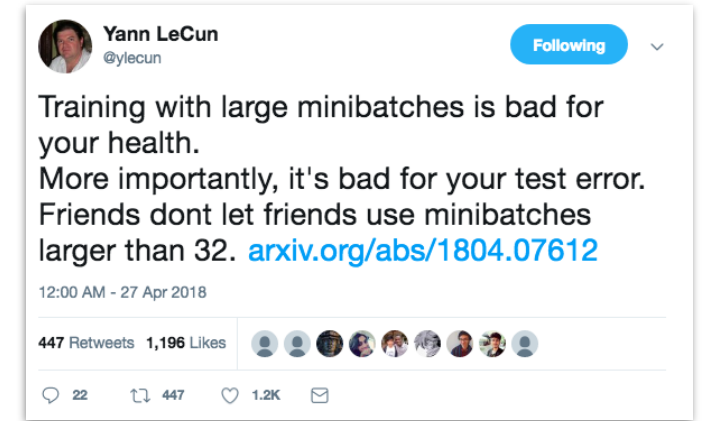 Yann LeCun
@ylecun
Following
Training with large minibatches is bad for
your health.
More importantly, it's bad for your test error.
Friends dont let friends use minibatches
larger than 32. arxiv.org/abs/1804.07612
12:00 AM - 27 Apr 2018
447 Retweets 1,196 Likes
22 447 1.2K